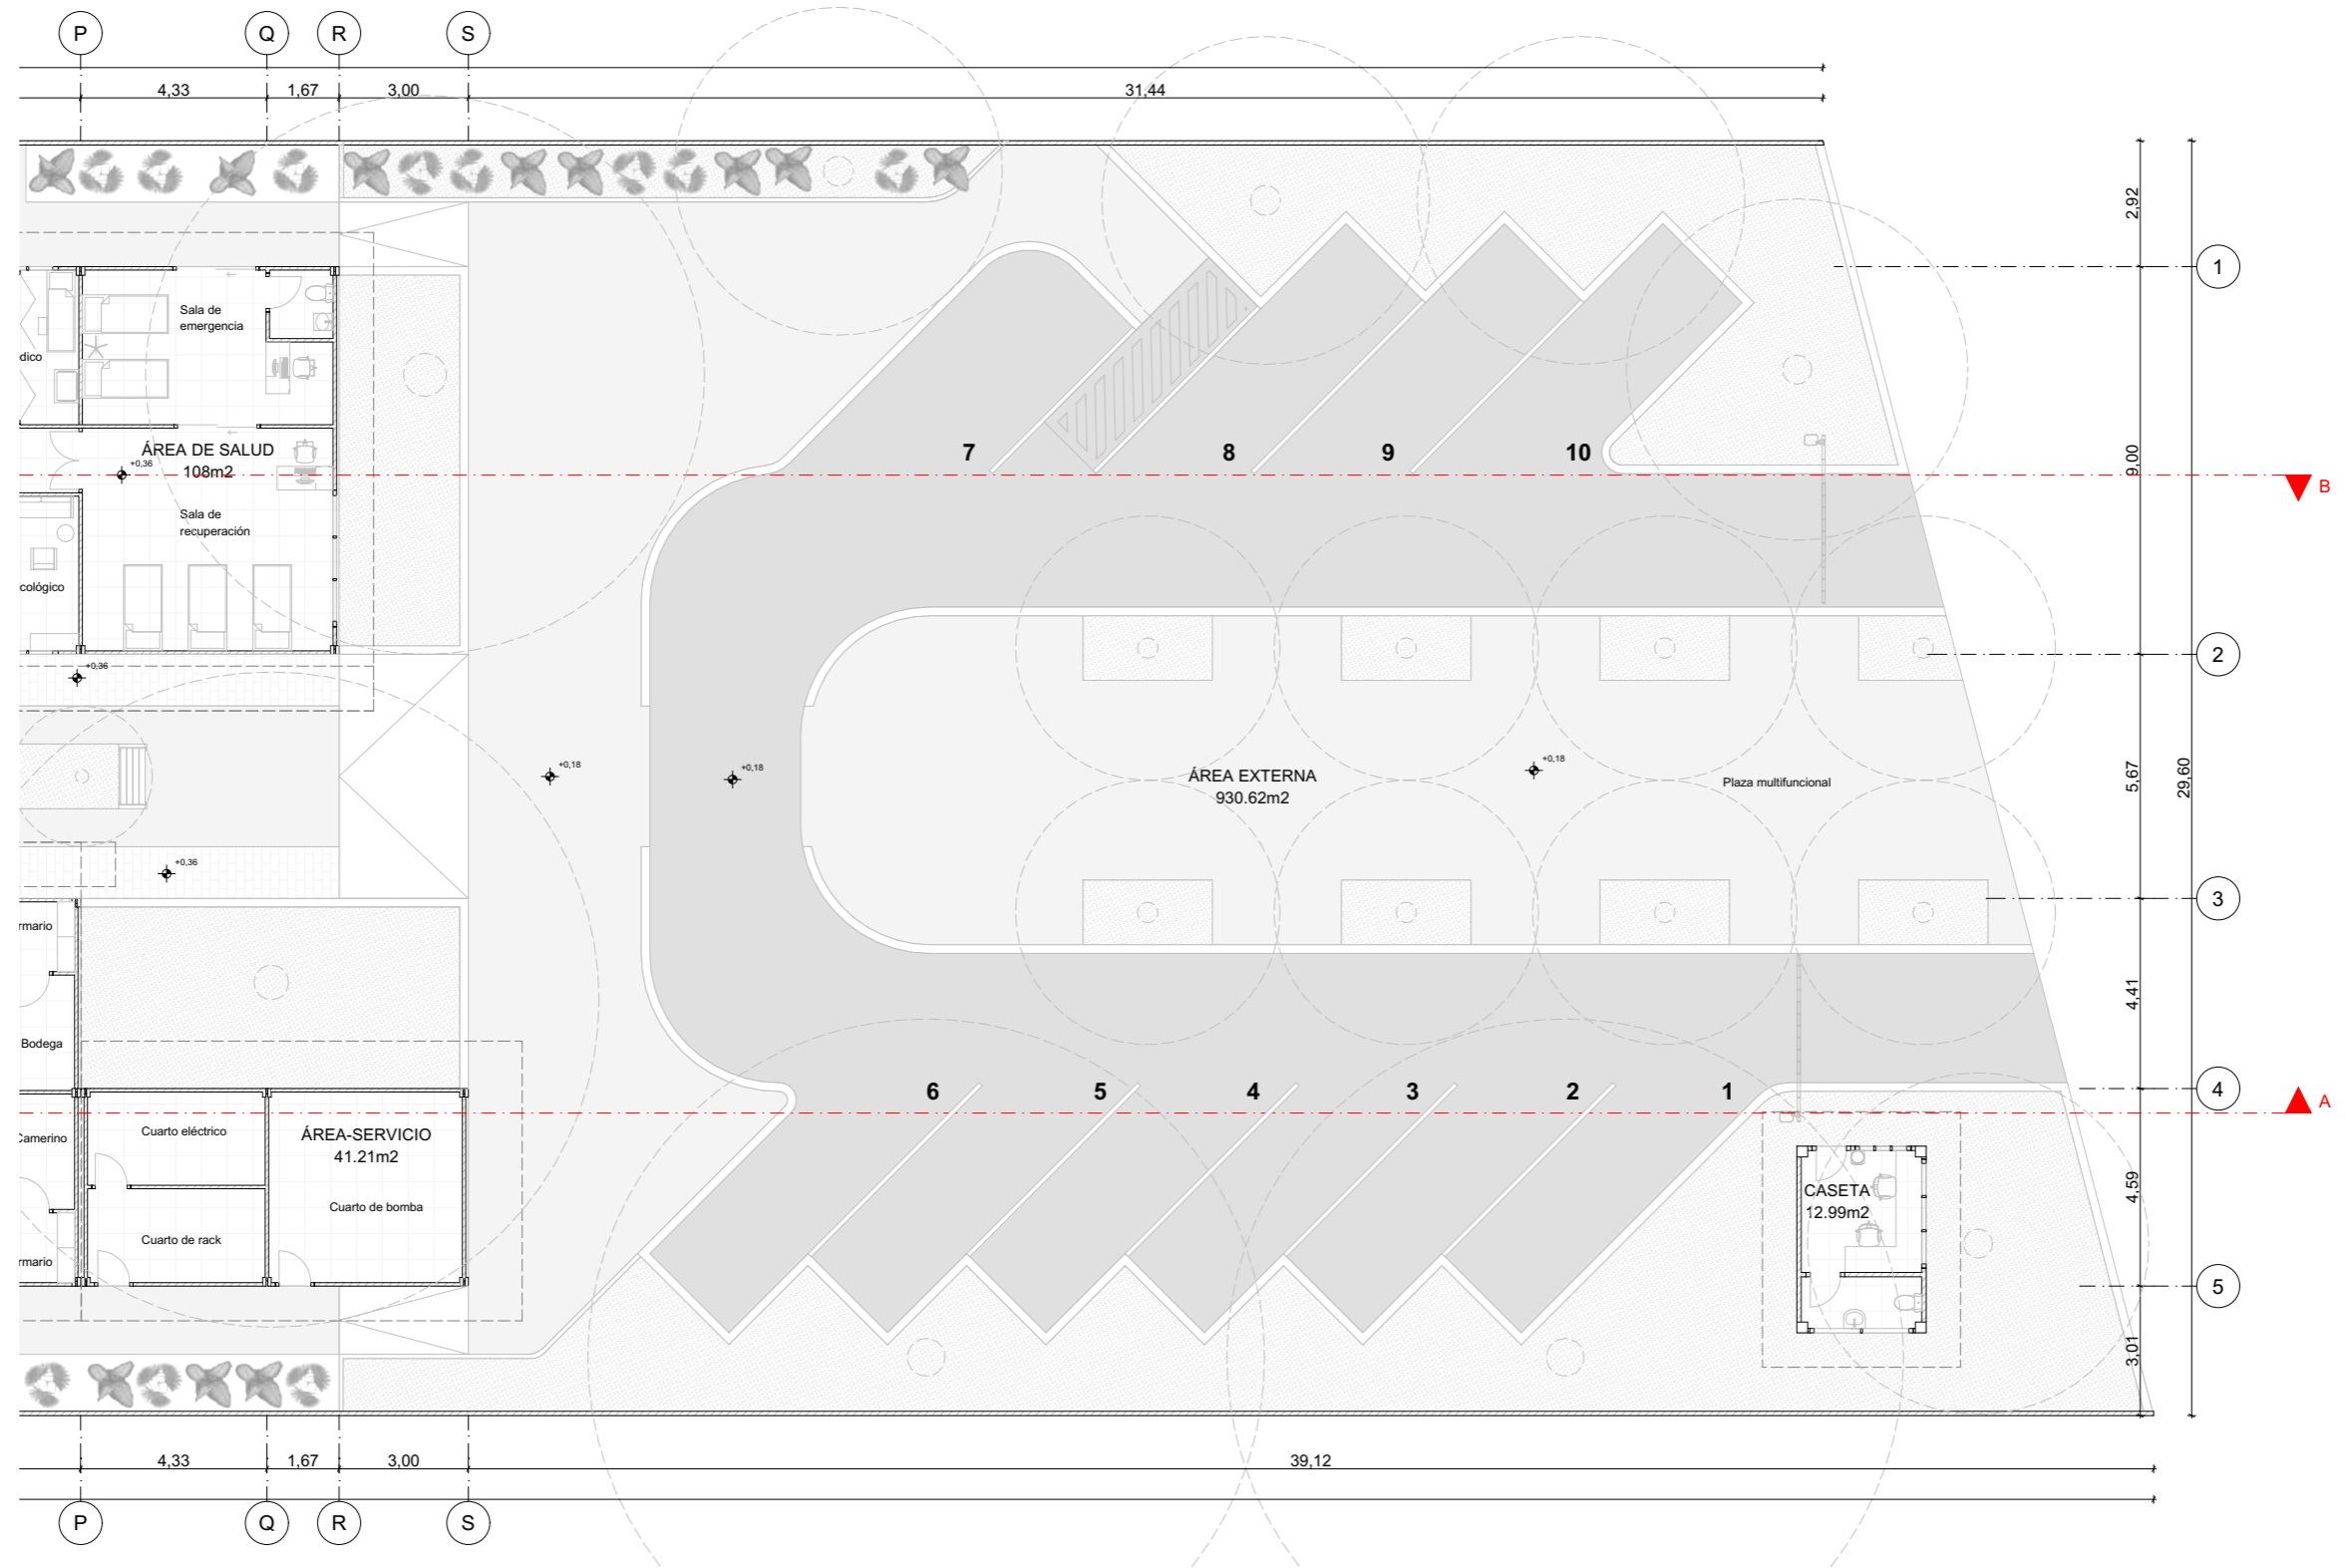 P
Q
R
S
4,33
1,67
3,00
31,44
2,92
1
Sala de
emergencia
dico
ÁREA DE SALUD
108m2
+0,36
7
8
9
10
9,00
B
Sala de
recuperación
cológico
2
+0,36
+0,18
+0,18
ÁREA EXTERNA
930.62m2
+0,18
Plaza multifuncional
5,67
29,60
+0,36
3
rmario
Bodega
4,41
6
5
4
3
2
1
4
A
Camerino
Cuarto eléctrico
ÁREA-SERVICIO
41.21m2
Cuarto de bomba
Cuarto de rack
rmario
CASETA
12.99m2
4,59
5
3,01
4,33
1,67
3,00
39,12
P
Q
R
S